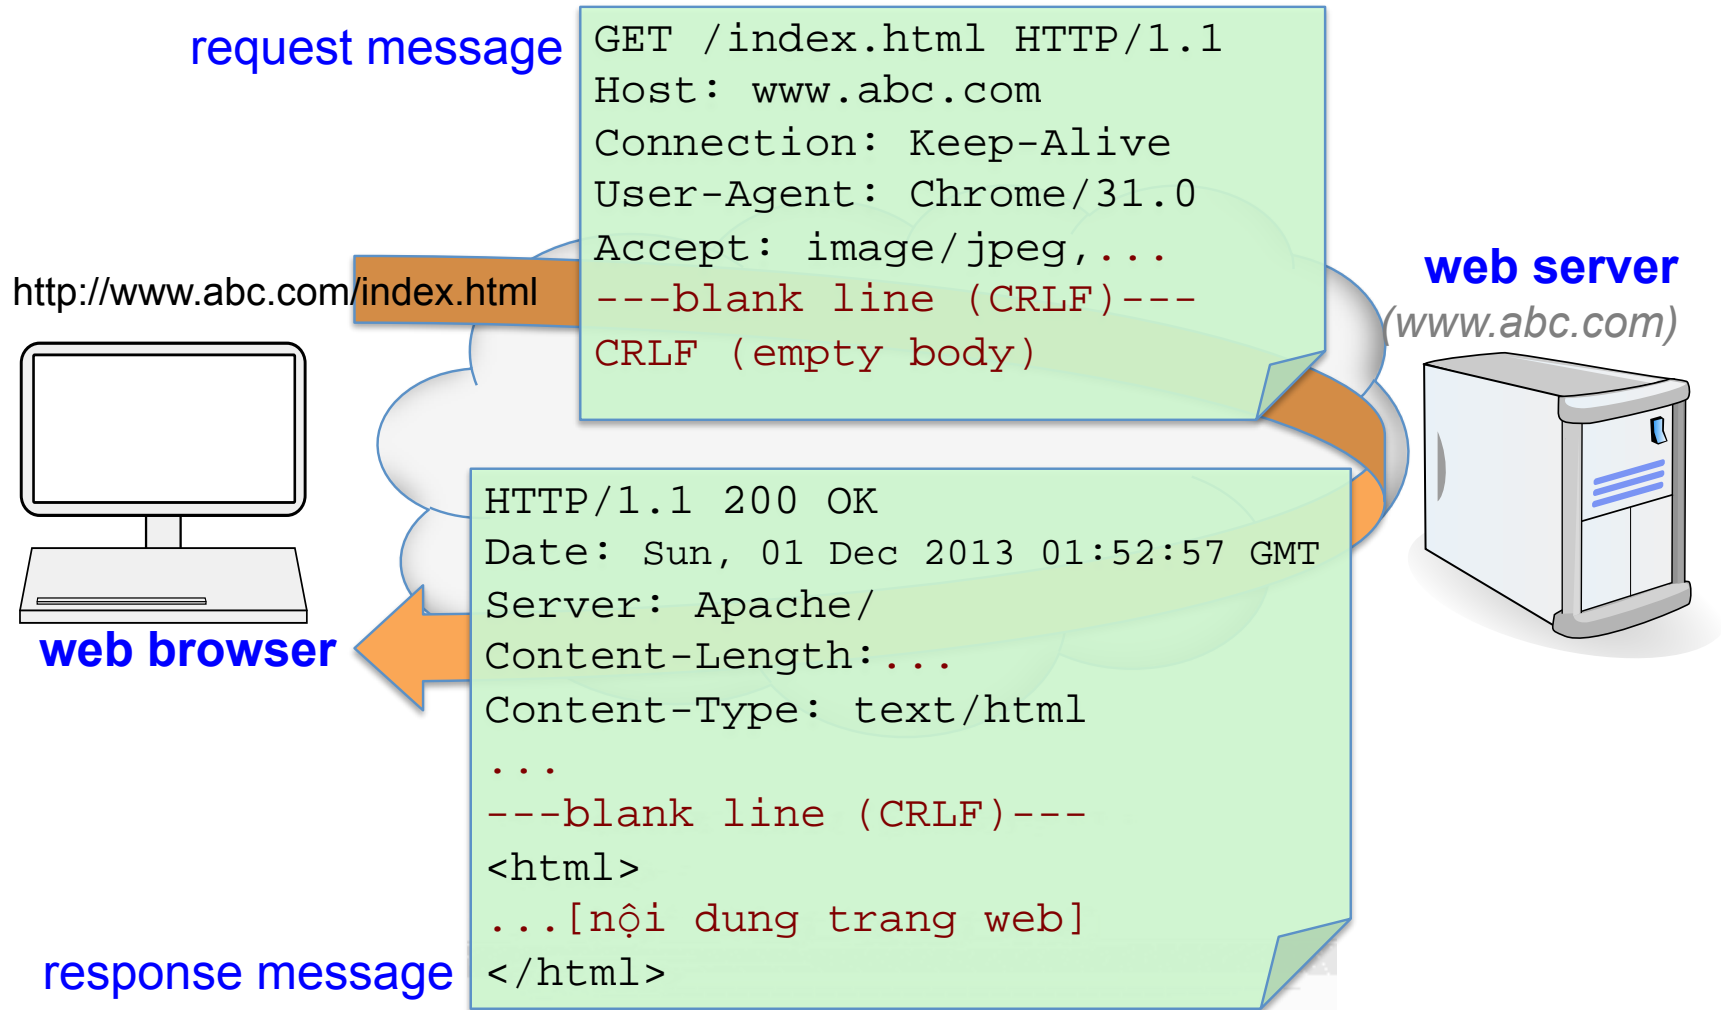 request message
GET /index.html HTTP/1.1
Host: www.abc.com
Connection: Keep-Alive
User-Agent: Chrome/31.0
Accept: image/jpeg,...
---blank line (CRLF)---
CRLF (empty body)
http://www.abc.com/index.html
web server
(www.abc.com)
web browser
HTTP/1.1 200 OK
Date: Sun, 01 Dec 2013 01:52:57 GMT
Server: Apache/
Content-Length:...
Content-Type: text/html
...
---blank line (CRLF)---
<html>
...[nội dung trang web]
</html>
response message